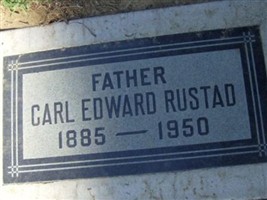 FATHER
CARL EDWARD RUSTAD
1885 — 1950